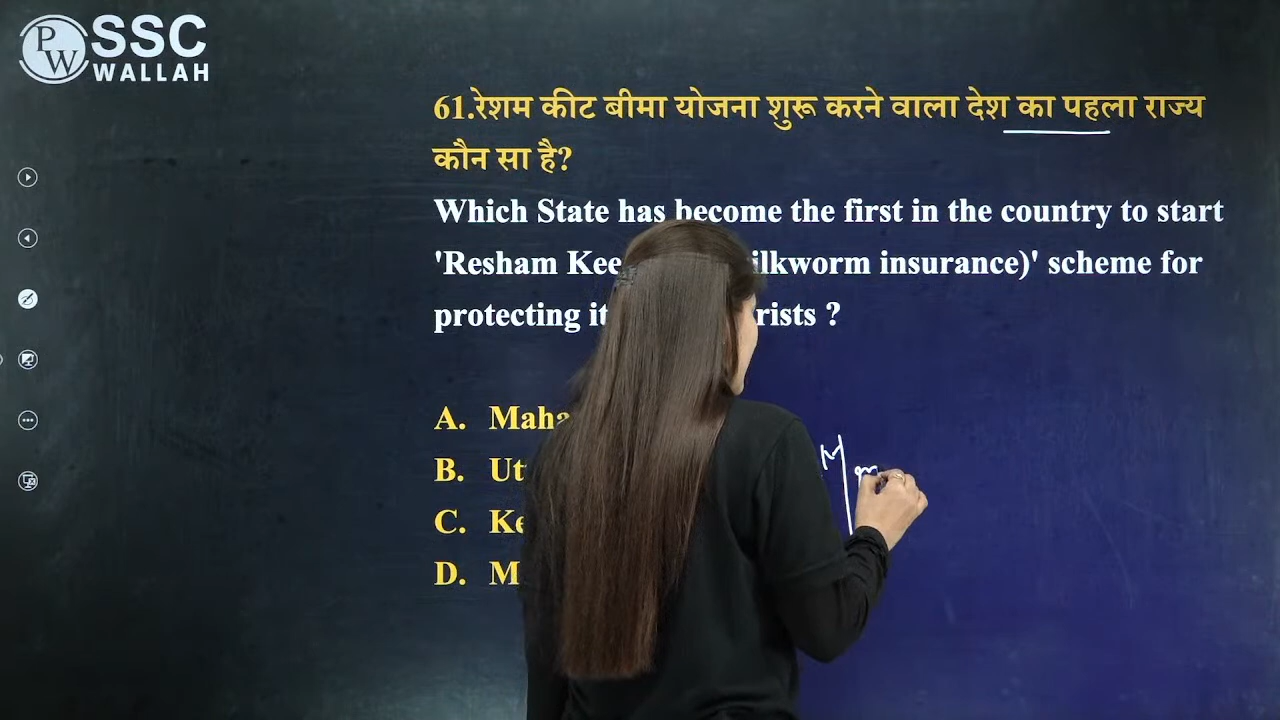 PW SSC
WALLAH
61.रेशम कीट बीमा योजना शुरू करने वाला देश का पहला राज्य
कौन सा है?
Which State has become the first in the country to start
'Resham Kee ilkworm insurance)' scheme for
protecting it rists ?
A. Maha
B. Ut
C. Ke
D. M